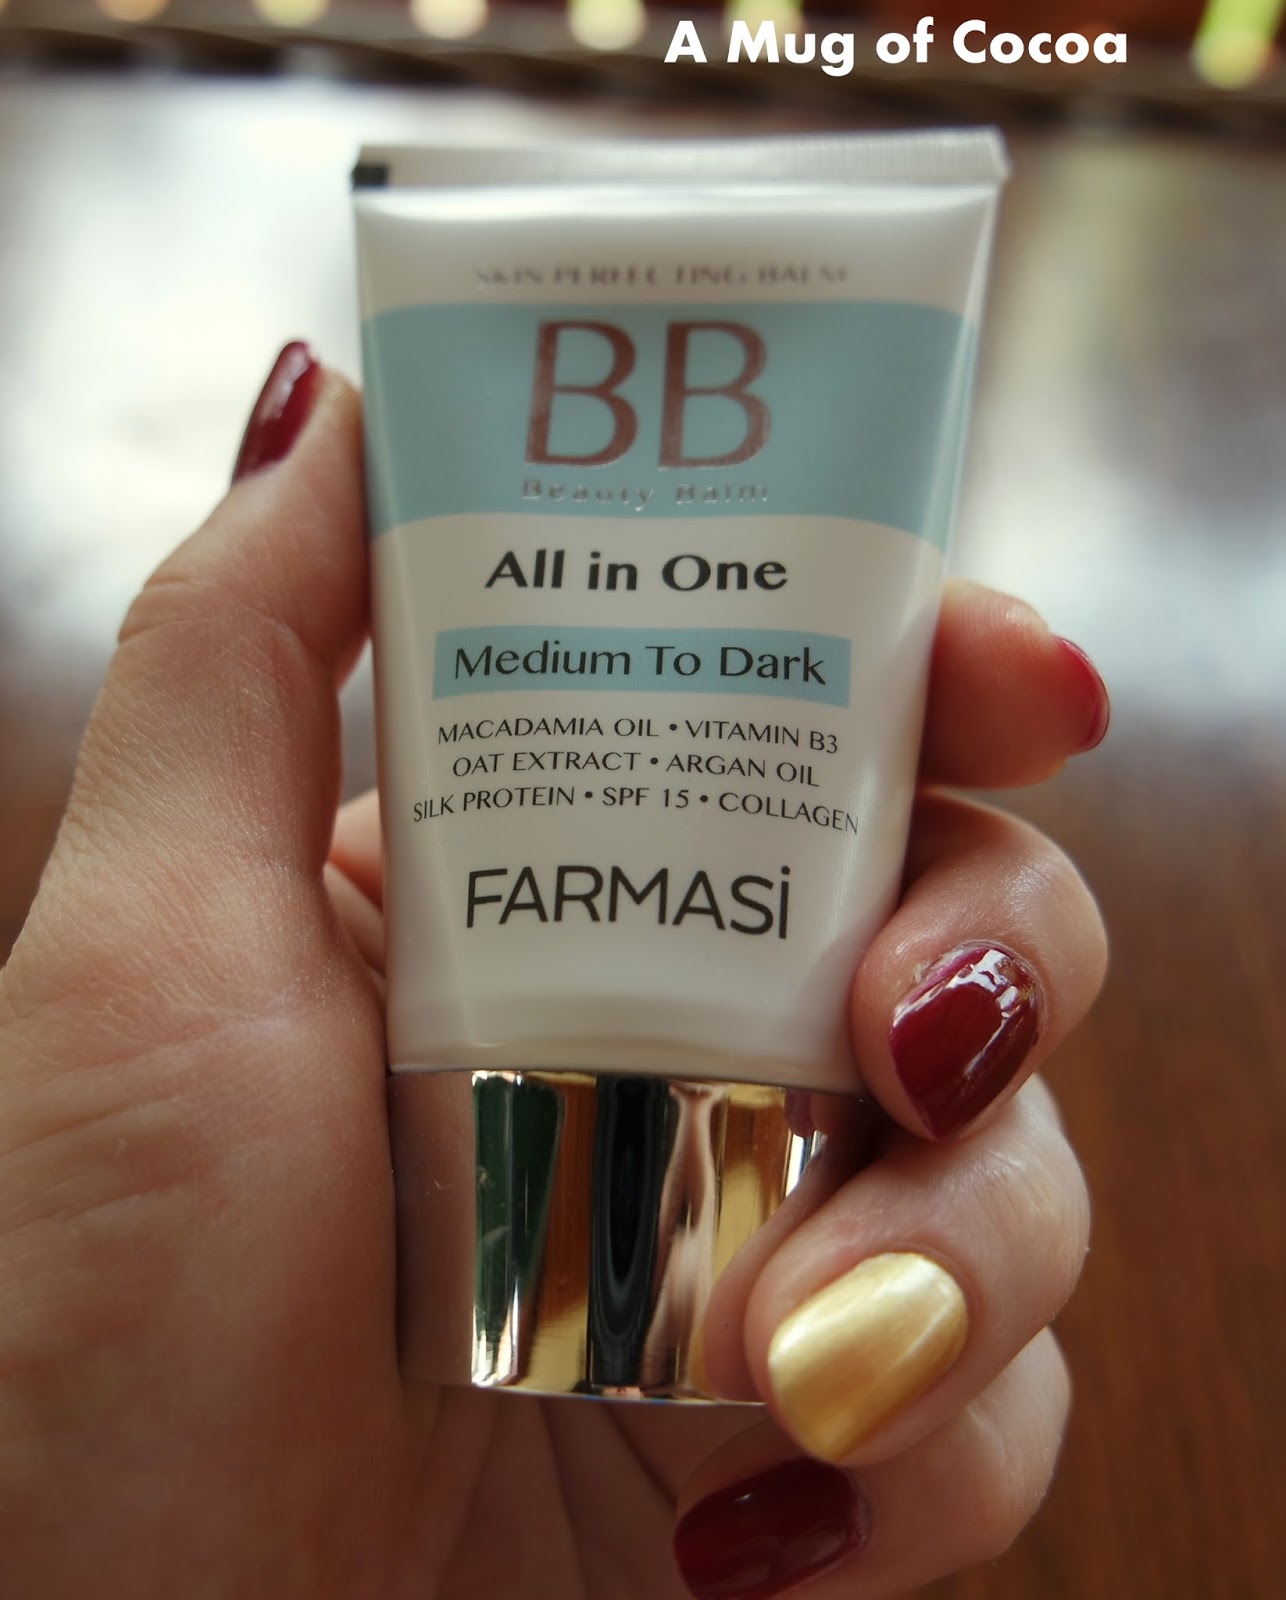 A Mug of Cocoa
SKIN PERFECTING BALM
BB
Beauty Balm
All in One
Medium To Dark
MACADAMIA OIL • VITAMIN B3
OAT EXTRACT • ARGAN OIL
SILK PROTEIN • SPF 15 • COLLAGEN
FARMASi